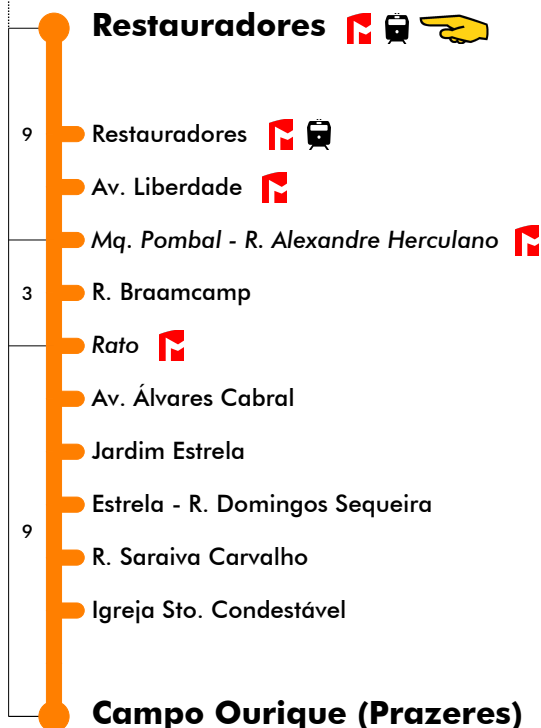 Restauradores
9
Restauradores
Av. Liberdade
Mq. Pombal - R. Alexandre Herculano
3
R. Braamcamp
Rato
Av. Álvares Cabral
Jardim Estrela
Estrela - R. Domingos Sequeira
9
R. Saraiva Carvalho
Igreja Sto. Condestável
Campo Ourique (Prazeres)